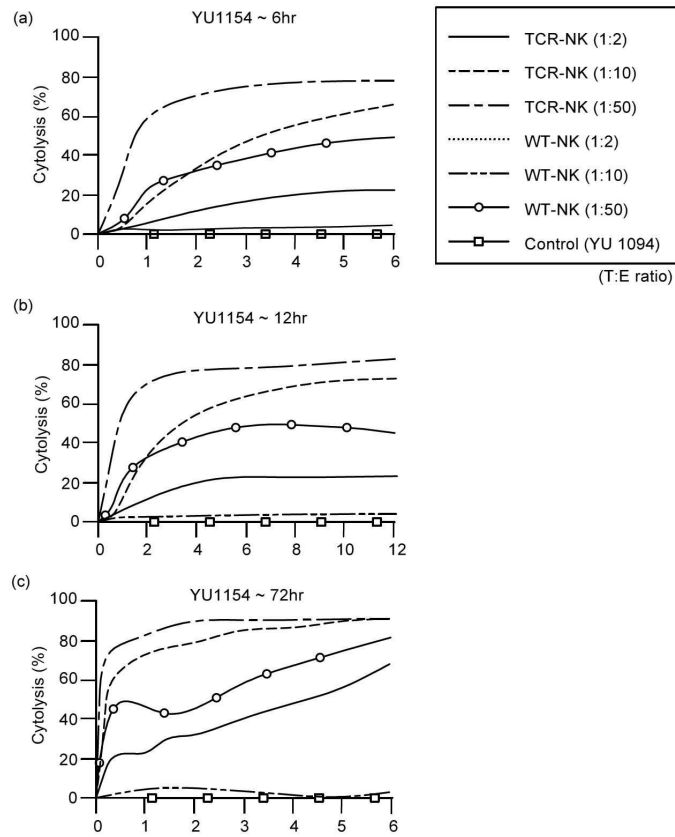 (a)
YU1154 ~ 6hr
100
80
60
40
20
0
Cytolysis (%)
0 1 2 3 4 5 6
TCR-NK (1:2)
TCR-NK (1:10)
TCR-NK (1:50)
WT-NK (1:2)
WT-NK (1:10)
WT-NK (1:50)
Control (YU 1094)
(T:E ratio)
(b)
YU1154 ~ 12hr
100
80
60
40
20
0
Cytolysis (%)
0 2 4 6 8 10 12
(c)
YU1154 ~ 72hr
100
80
60
40
20
0
Cytolysis (%)
0 1 2 3 4 5 6